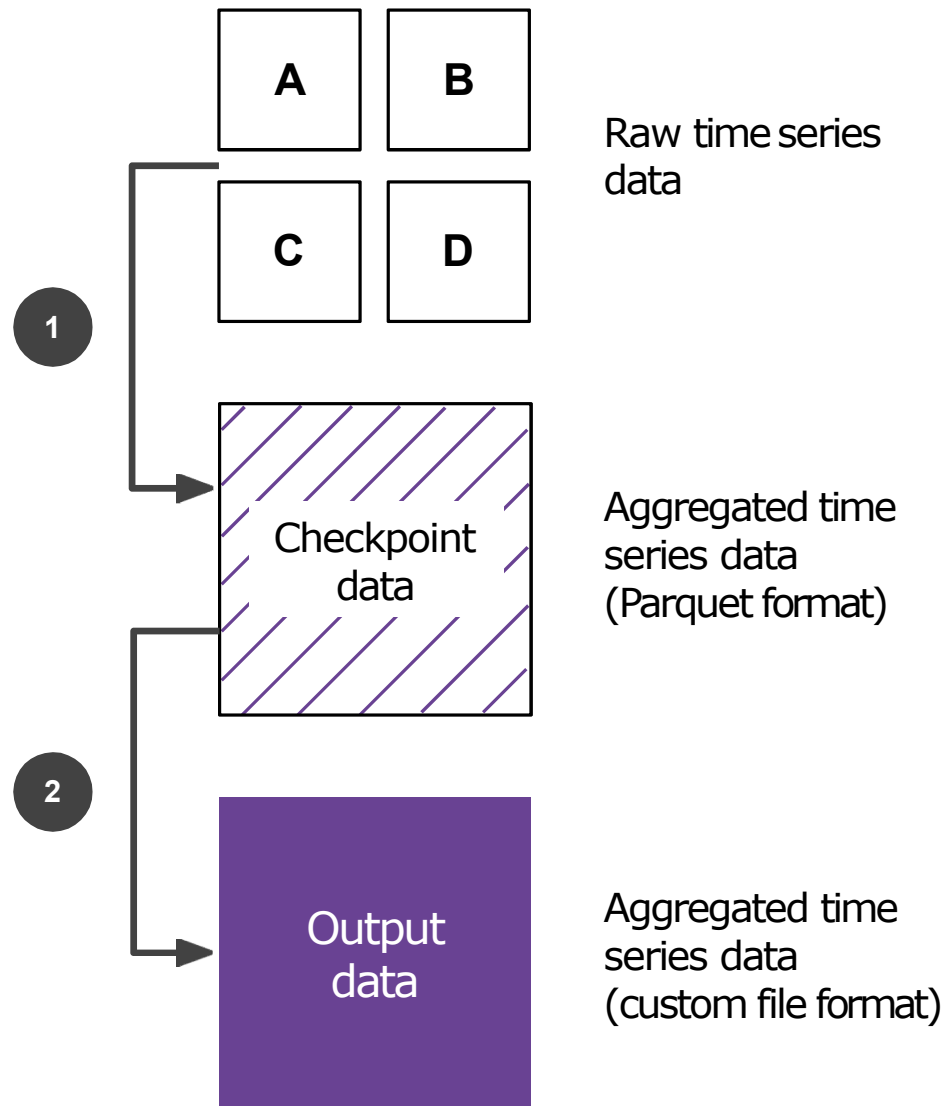 A
B
Raw time series
data
C
D
1
Checkpoint
data
Aggregated time
series data
(Parquet format)
2
Output
data
Aggregated time
series data
(custom file format)